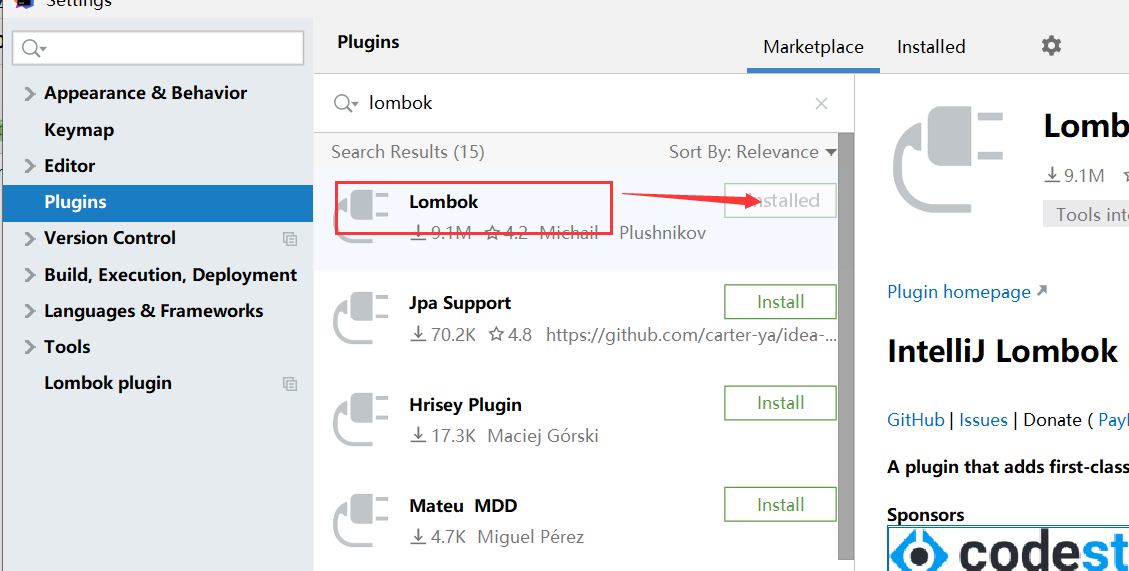 Settings
Plugins
Marketplace
Installed
lombok
Appearance & Behavior
Keymap
Editor
Plugins
Version Control
Build, Execution, Deployment
Languages & Frameworks
Tools
Lombok plugin
Search Results (15)
Sort By: Relevance
Lombok
Installed
9.1M 4.2 Michail Plushnikov
Jpa Support
Install
70.2K 4.8 https://github.com/carter-ya/idea-...
Hrisey Plugin
Install
17.3K Maciej Górski
Mateu MDD
Install
4.7K Miguel Pérez
Lomb
9.1M
Tools inte
Plugin homepage
IntelliJ Lombok
GitHub | Issues | Donate ( PayP
A plugin that adds first-class
Sponsors
codest